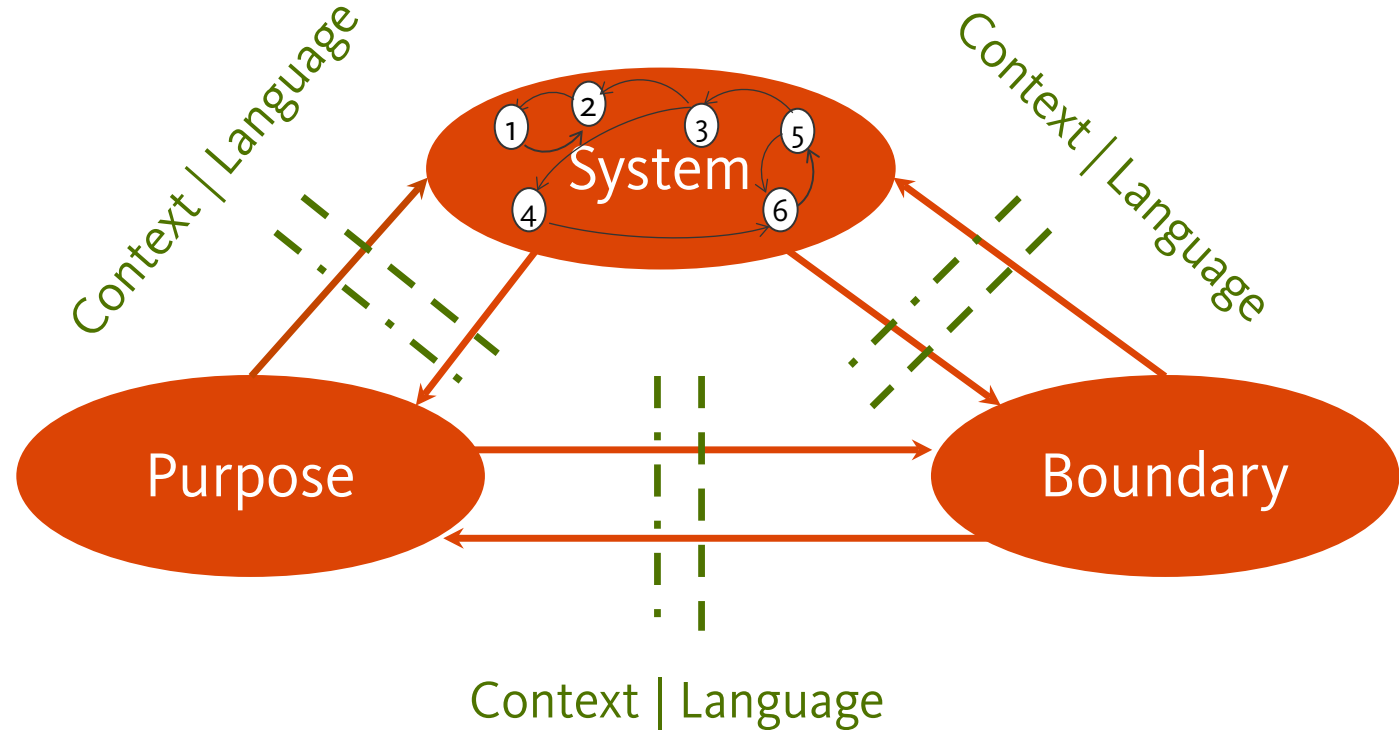 Context | Language
Context | Language
1
2
3
5
System
4
6
Purpose
Boundary
Context | Language